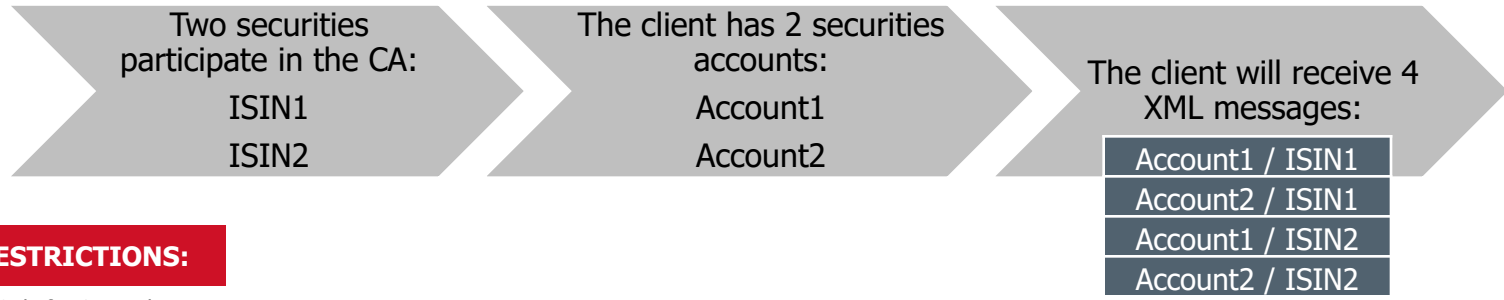 Two securities
participate in the CA:
ISIN1
ISIN2
The client has 2 securities
accounts:
Account1
Account2
The client will receive 4
XML messages:
Account1 / ISIN1
Account2 / ISIN1
Account1 / ISIN2
Account2 / ISIN2
ESTRICTIONS: